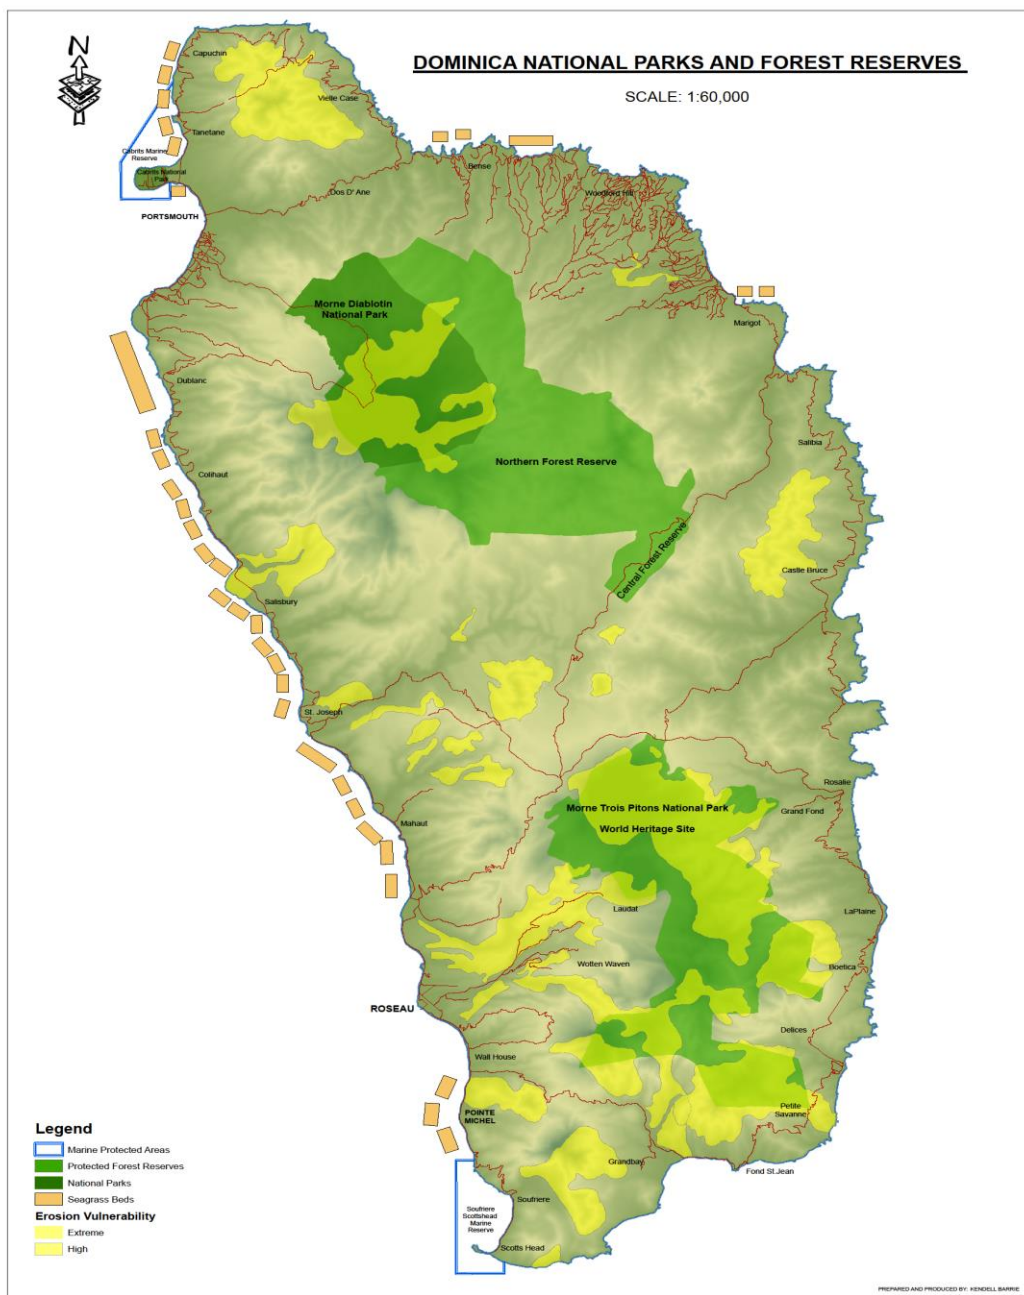 N
DOMINICA NATIONAL PARKS AND FOREST RESERVES
SCALE: 1:60,000
Capuchin
Vielle Case
Tanetane
Cabrits Marine
Reserve
Cabrits National
Park
PORTSMOUTH
Dos D' Ane
Bense
Woodford Hill
Morne Diablotin
National Park
Marigot
Dublanc
Salibia
Northern Forest Reserve
Colihaut
Central Forest Reserve
Castle Bruce
Salisbury
St. Joseph
Rosalie
Morne Trois Pitons National Park
World Heritage Site
Grand Fond
Mahaut
Laudat
LaPlaine
Wotten Waven
Boetica
ROSEAU
Delices
Wall House
Petite
Savanne
POINTE
MICHEL
Grandbay
Fond St.Jean
Soufriere
Soufriere
Scottshead
Marine
Reserve
Scotts Head
Legend
Marine Protected Areas
Protected Forest Reserves
National Parks
Seagrass Beds
Erosion Vulnerability
Extreme
High
PREPARED AND PRODUCED BY: KENDELL BARRIE